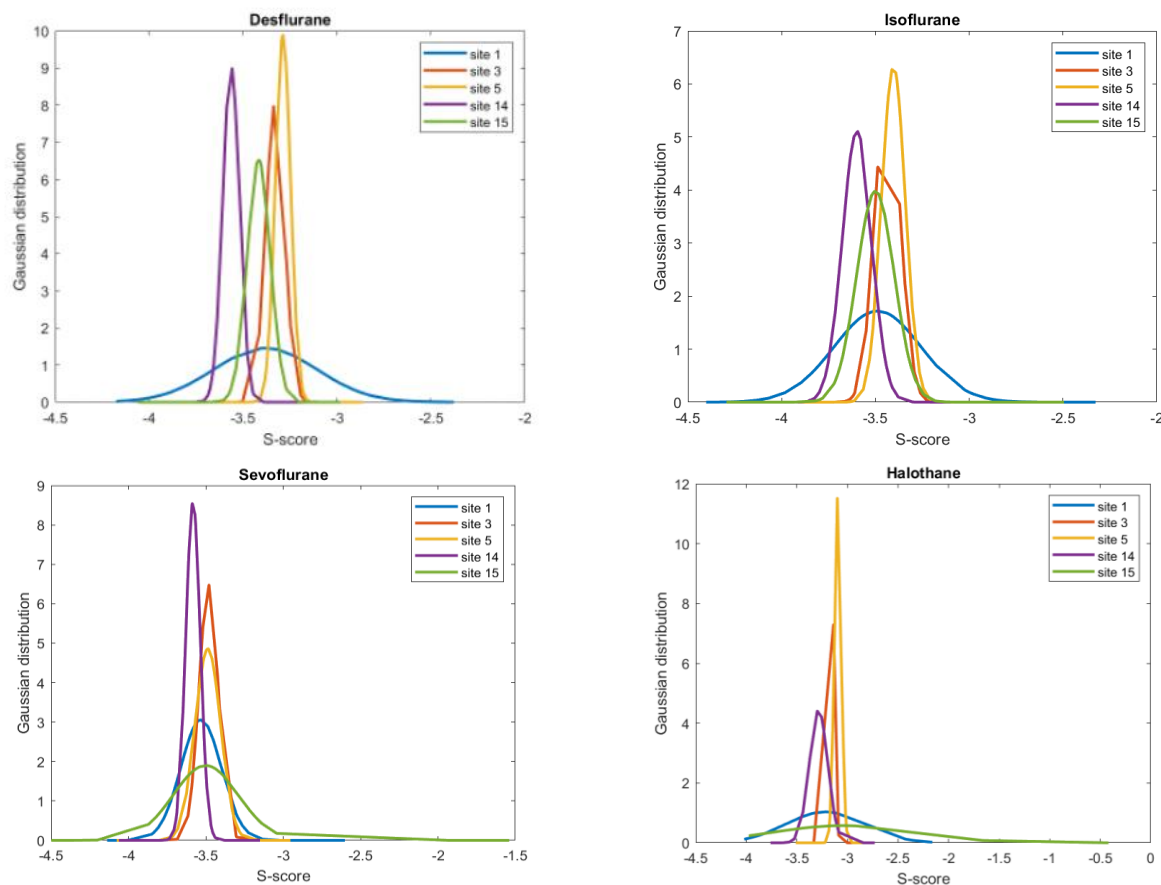 Desflurane
10
9
8
7
6
5
4
3
2
1
0
-4.5 -4 -3.5 -3 -2.5 -2
Gaussian distribution
S-score
site 1
site 3
site 5
site 14
site 15
Isoflurane
7
6
5
4
3
2
1
0
-4.5 -4 -3.5 -3 -2.5 -2
Gaussian distribution
S-score
site 1
site 3
site 5
site 14
site 15
Sevoflurane
9
8
7
6
5
4
3
2
1
0
-4.5 -4 -3.5 -3 -2.5 -2 -1.5
Gaussian distribution
S-score
site 1
site 3
site 5
site 14
site 15
Halothane
12
10
8
6
4
2
0
-4.5 -4 -3.5 -3 -2.5 -2 -1.5 -1 -0.5 0
Gaussian distribution
S-score
site 1
site 3
site 5
site 14
site 15